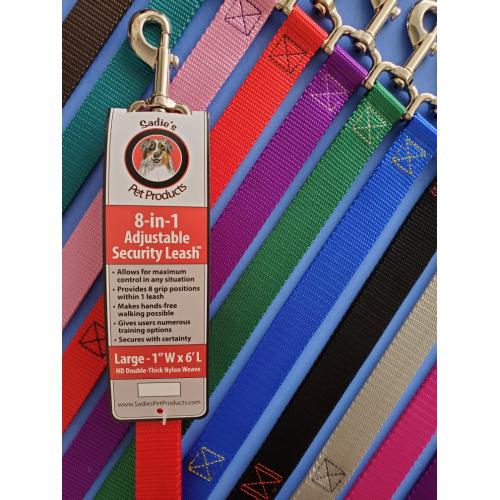 Sadie's
Pet Products
8-in-1
Adjustable
Security Leash™
• Allows for maximum
control in any situation
• Provides 8 grip positions
within 1 leash
• Makes hands-free
walking possible
• Gives users numerous
training options
• Secures with certainty
Large - 1" W x 6' L
HD Double-Thick Nylon Weave
www.SadiesPetProducts.com